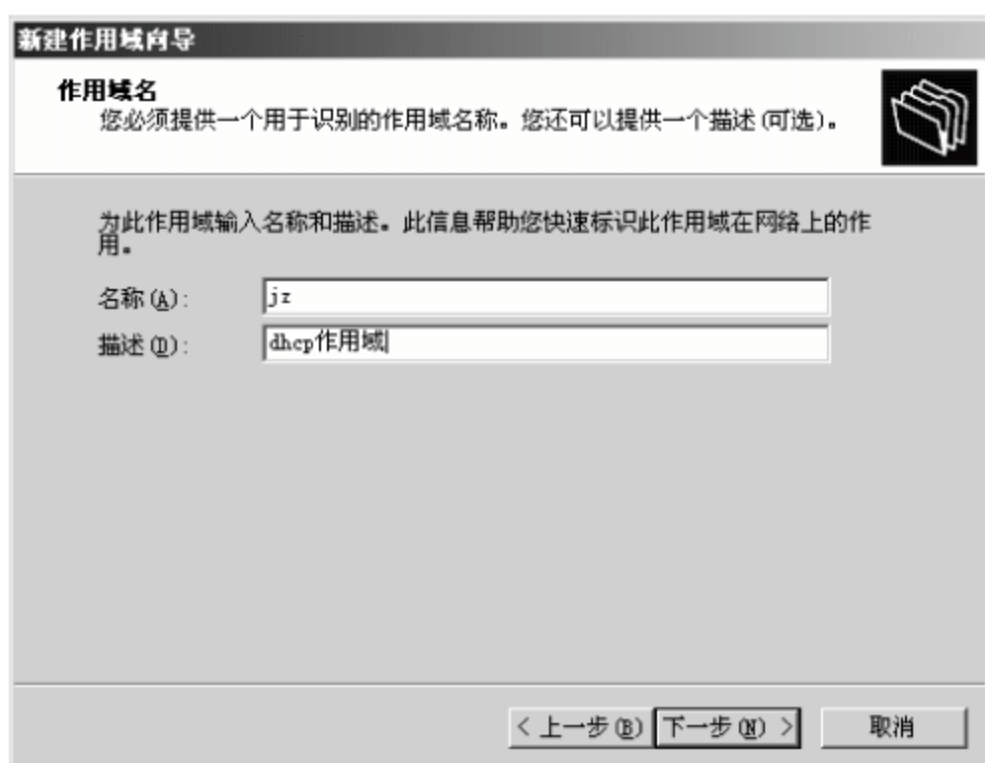 新建作用域向导
作用域名
您必须提供一个用于识别的作用域名称。您还可以提供一个描述(可选)。
为此作用域输入名称和描述。此信息帮助您快速标识此作用域在网络上的作
用。
名称(A): jz
描述(D): dhcp作用域
< 上一步(B) 下一步(N) > 取消